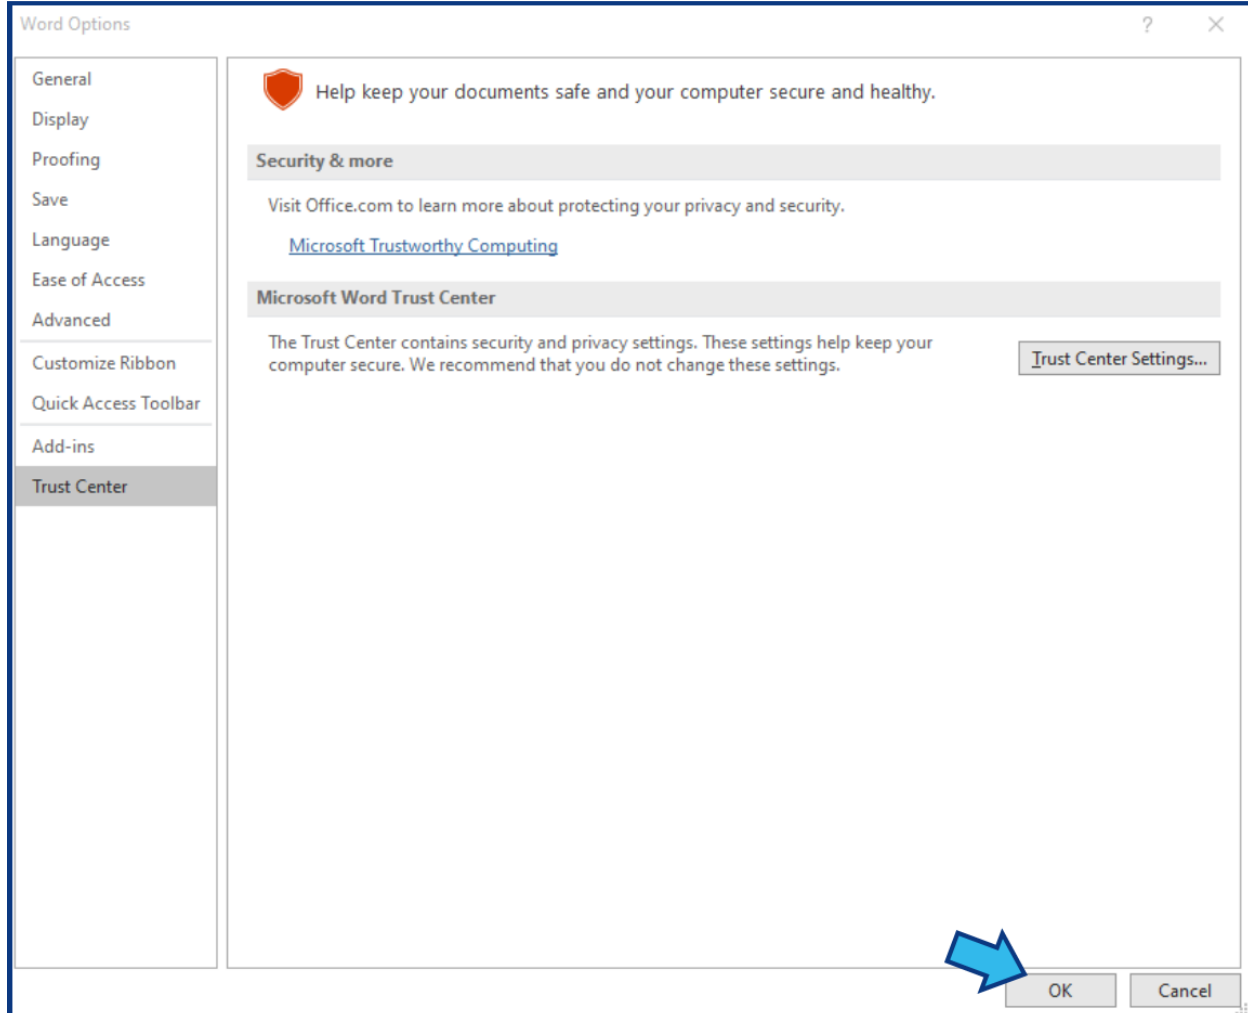 Word Options
?
General
Display
Proofing
Save
Language
Ease of Access
Advanced
Customize Ribbon
Quick Access Toolbar
Add-ins
Trust Center
Help keep your documents safe and your computer secure and healthy.
Security & more
Visit Office.com to learn more about protecting your privacy and security.
Microsoft Trustworthy Computing
Microsoft Word Trust Center
The Trust Center contains security and privacy settings. These settings help keep your
computer secure. We recommend that you do not change these settings.
Trust Center Settings...
OK
Cancel